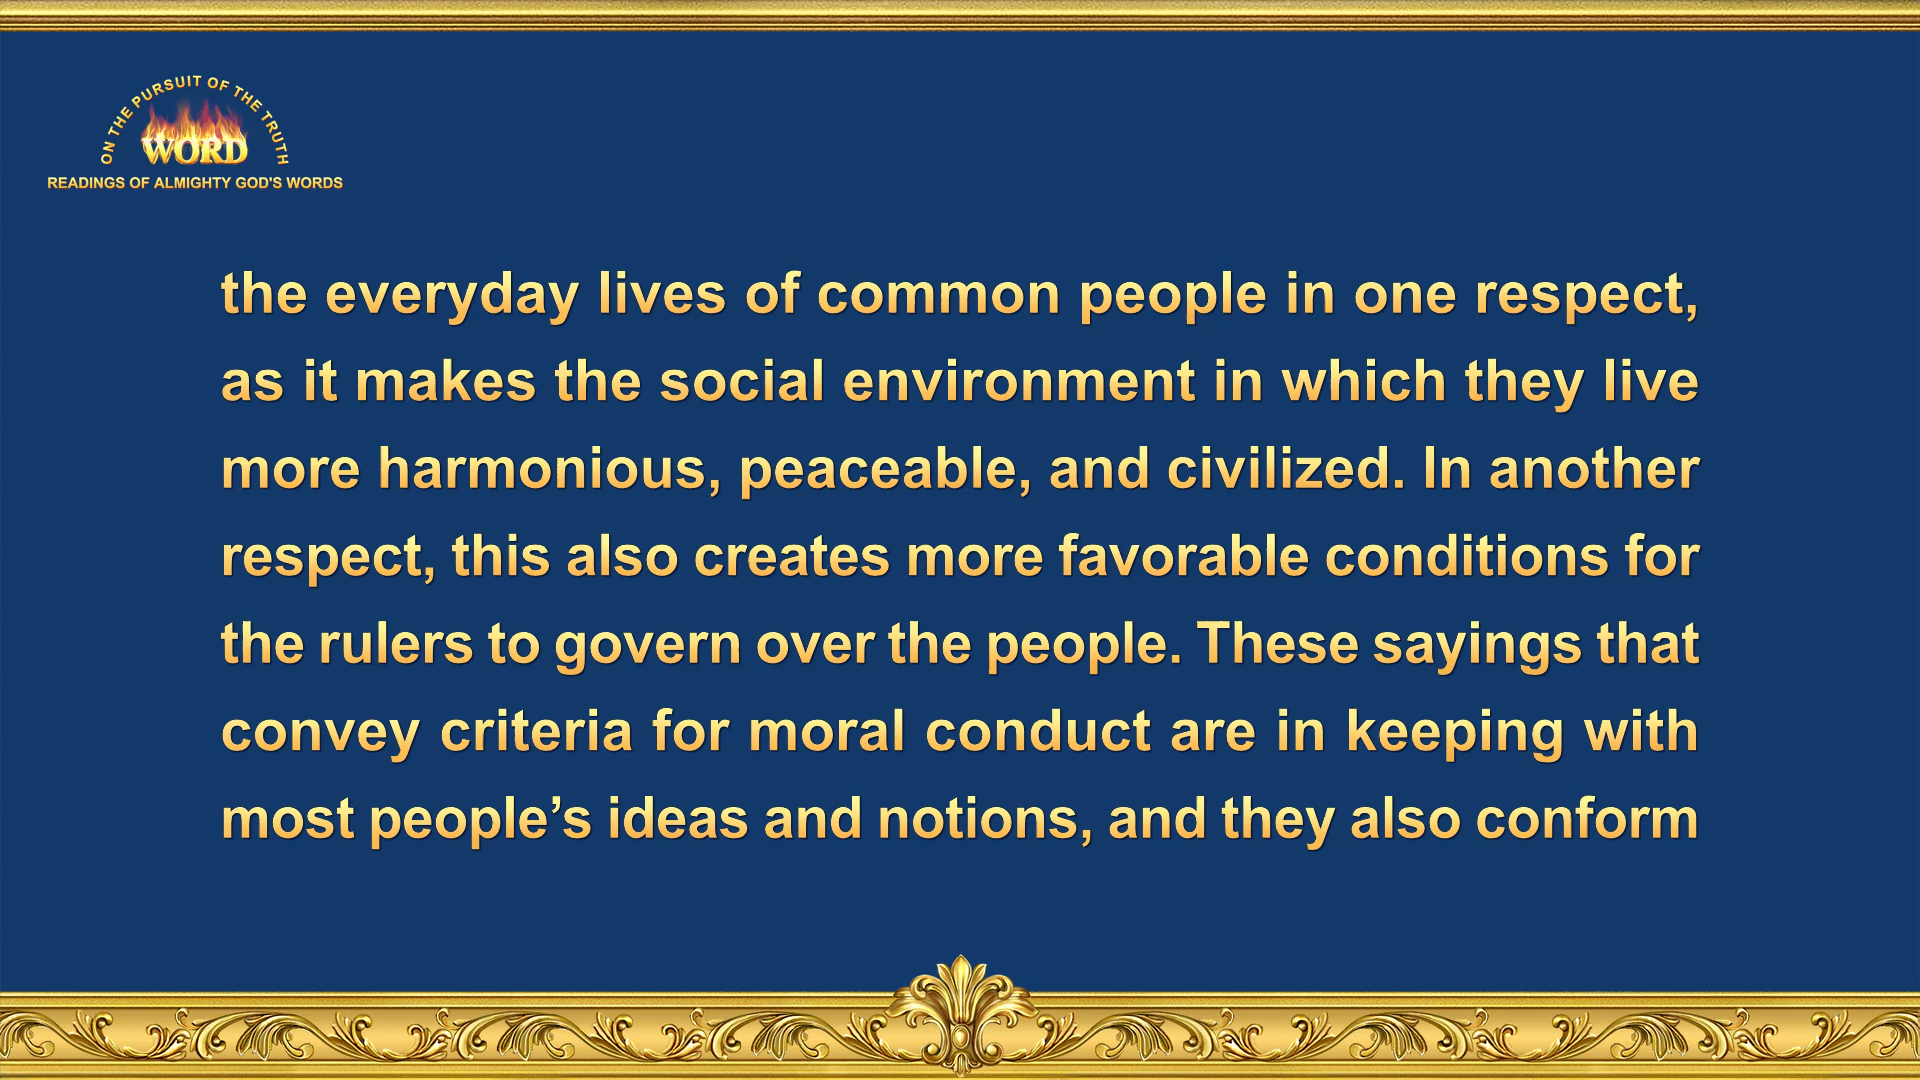 ON THE PURSUIT OF THE TRUTH
WORD
READINGS OF ALMIGHTY GOD'S WORDS
the everyday lives of common people in one respect,
as it makes the social environment in which they live
more harmonious, peaceable, and civilized. In another
respect, this also creates more favorable conditions for
the rulers to govern over the people. These sayings that
convey criteria for moral conduct are in keeping with
most people’s ideas and notions, and they also conform